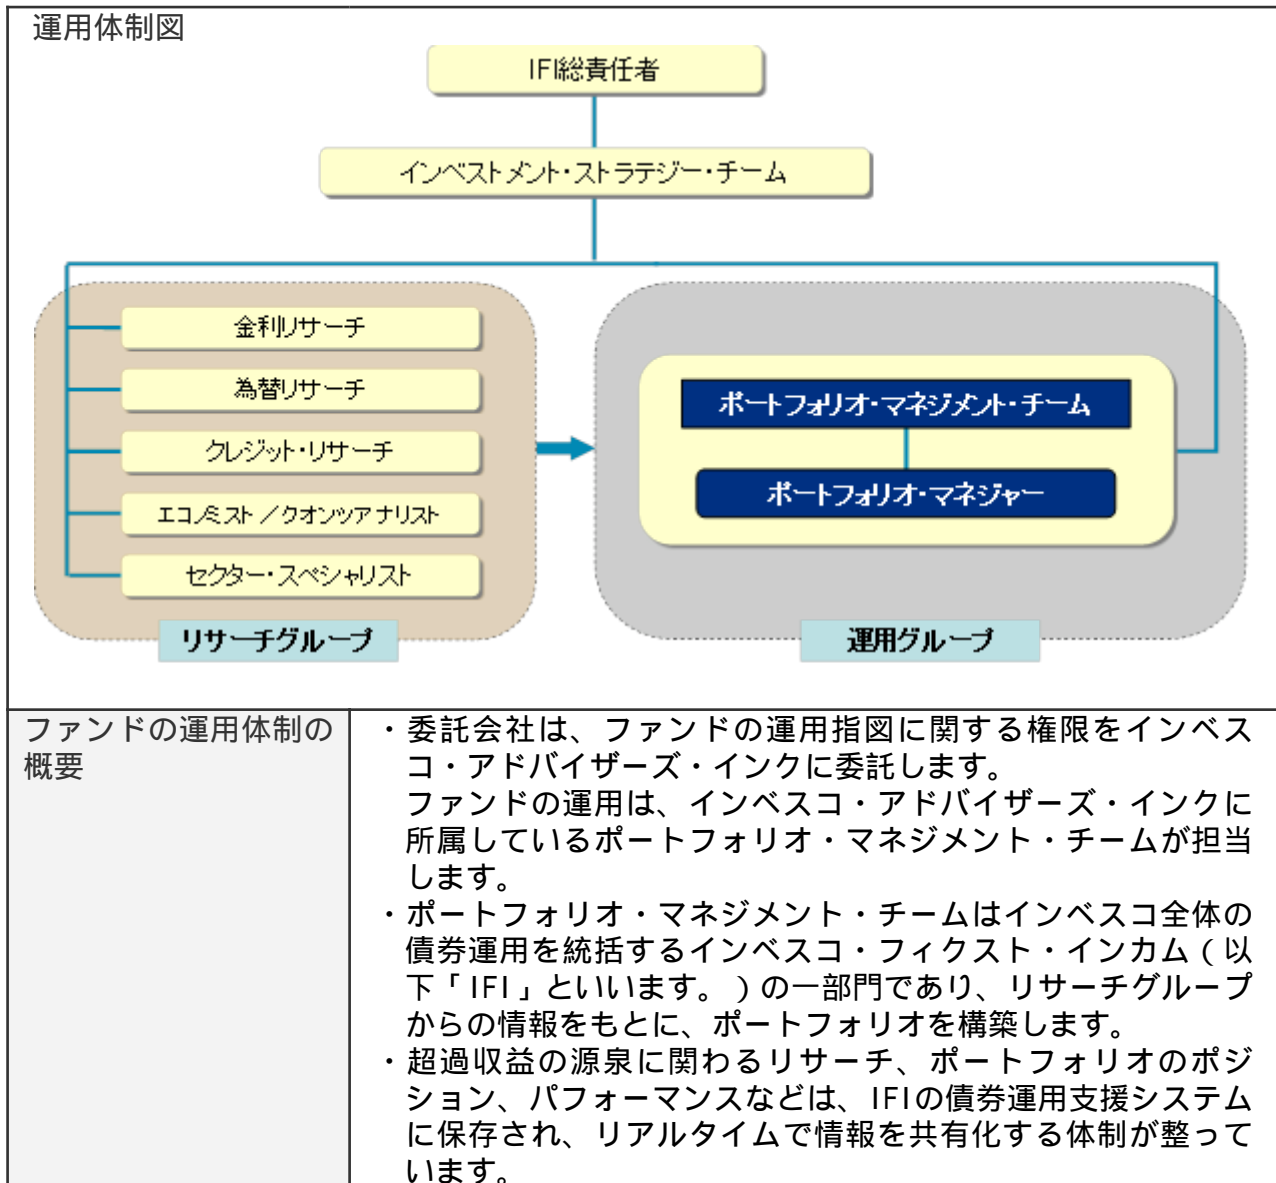 運用体制図
IFI総責任者
インベストメント・ストラテジー・チーム
金利リサーチ
為替リサーチ
クレジット・リサーチ
エコノミスト／クオンツアナリスト
セクター・スペシャリスト
リサーチグループ
ポートフォリオ・マネジメント・チーム
ポートフォリオ・マネジャー
運用グループ
ファンドの運用体制の
概要
・委託会社は、ファンドの運用指図に関する権限をインベス
コ・アドバイザーズ・インクに委託します。
ファンドの運用は、インベスコ・アドバイザーズ・インクに
所属しているポートフォリオ・マネジメント・チームが担当
します。
・ポートフォリオ・マネジメント・チームはインベスコ全体の
債券運用を統括するインベスコ・フィクスト・インカム（以
下「IFI」といいます。）の一部門であり、リサーチグループ
からの情報をもとに、ポートフォリオを構築します。
・超過収益の源泉に関わるリサーチ、ポートフォリオのポジ
ション、パフォーマンスなどは、IFIの債券運用支援システム
に保存され、リアルタイムで情報を共有化する体制が整って
います。